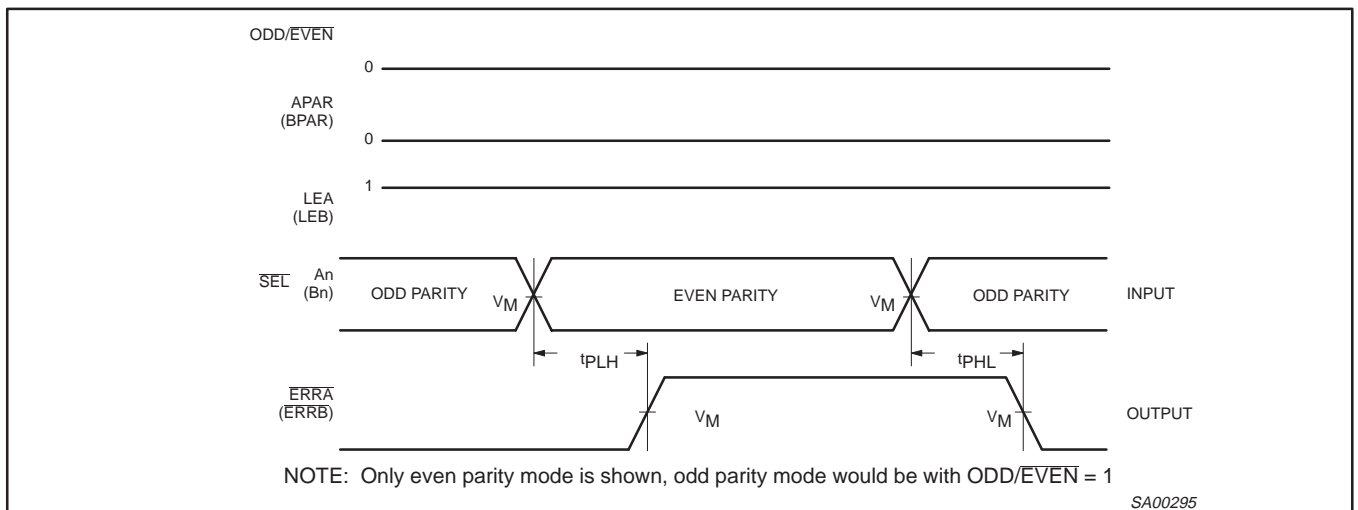 ODD/EVEN
0
APAR
(BPAR)
0
LEA
(LEB)
1
SEL An
(Bn)
ODD PARITY VM EVEN PARITY VM ODD PARITY INPUT
tPLH tPHL
ERRA
(ERRB)
VM VM OUTPUT
NOTE: Only even parity mode is shown, odd parity mode would be with ODD/EVEN = 1
SA00295